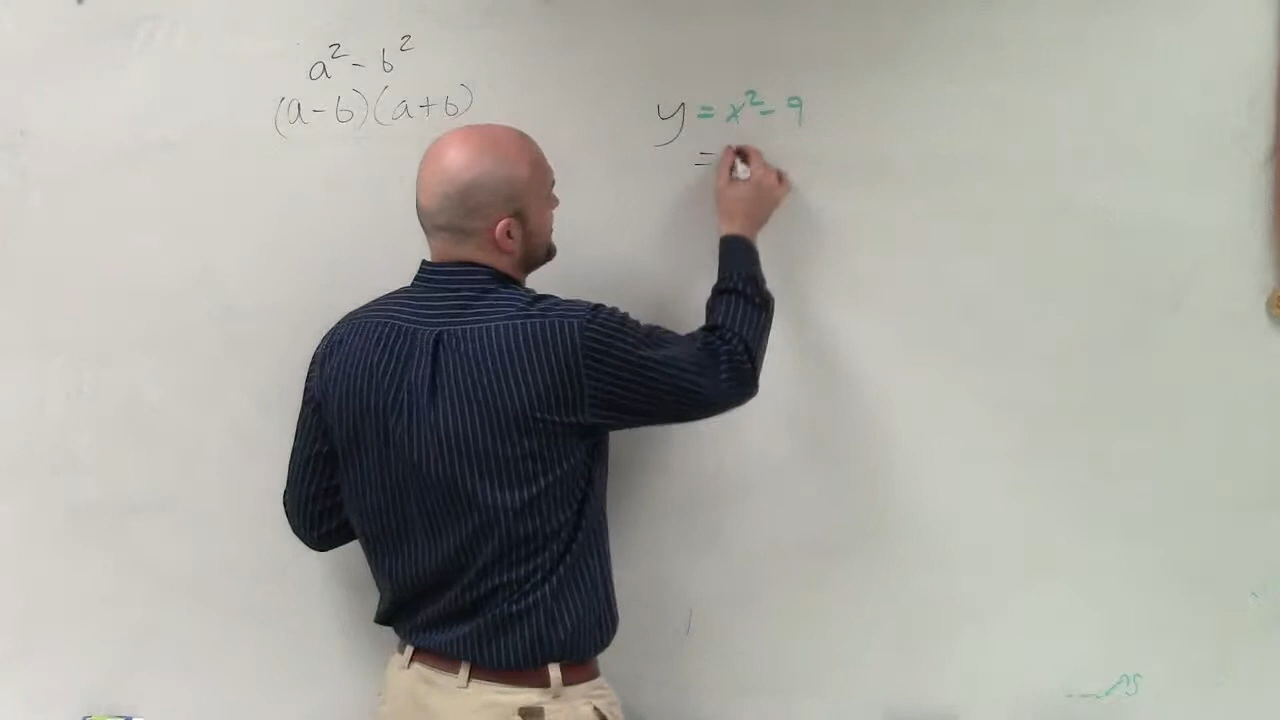 a² - b²
(a-b)(a+b)
y = x² - 9
=